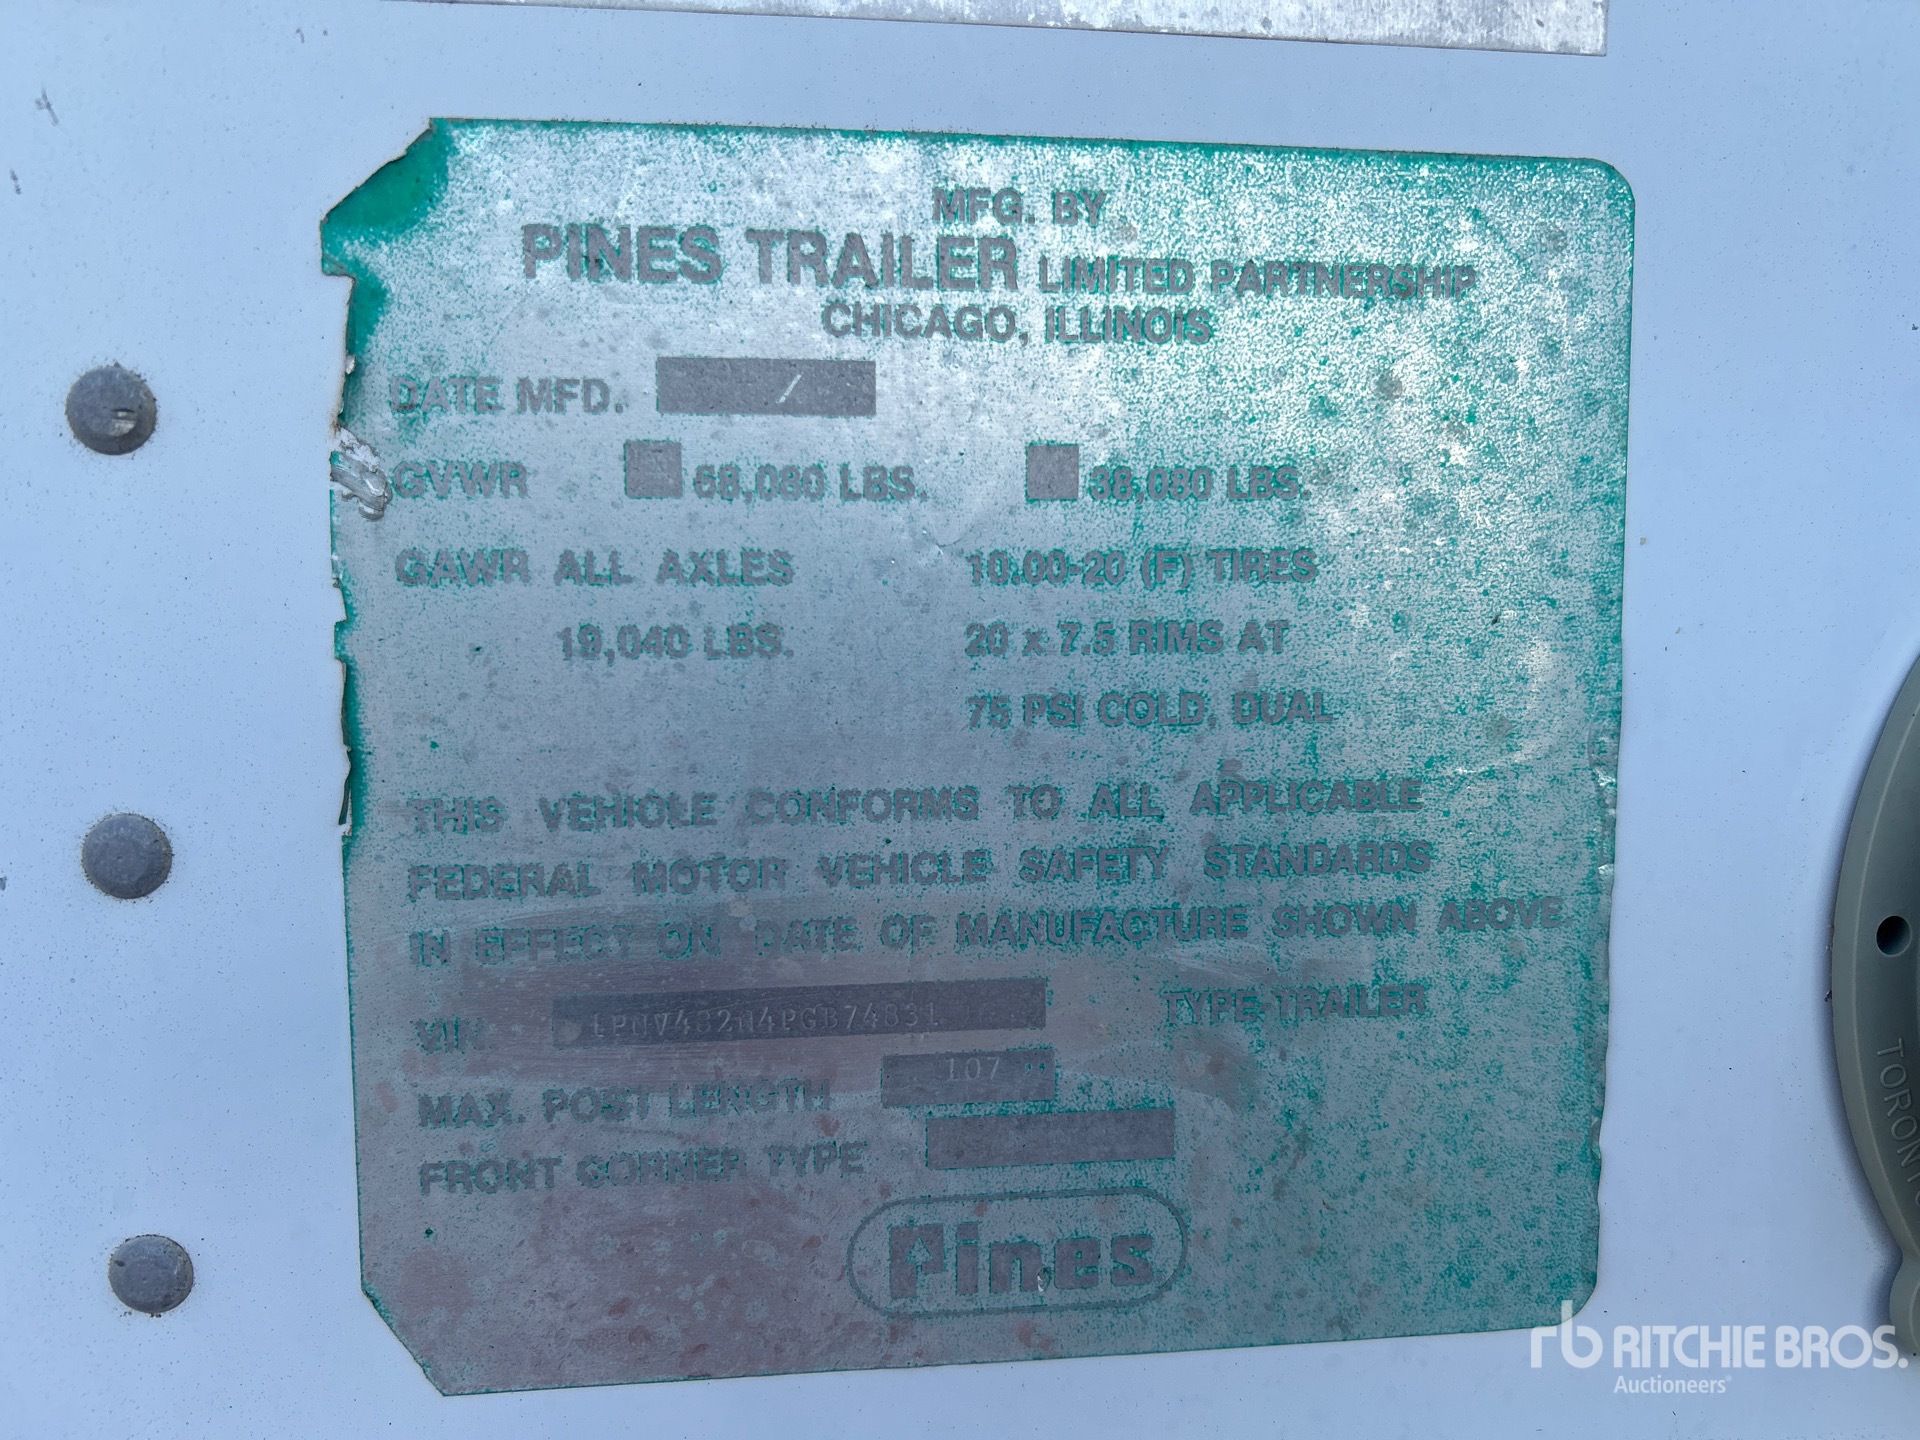 MFG. BY
PINES TRAILER LIMITED PARTNERSHIP
CHICAGO, ILLINOIS
DATE MFD. /
GVWR 68,080 LBS. 38,080 LBS.
GAWR ALL AXLES 10.00-20 (F) TIRES
19,040 LBS. 20 x 7.5 RIMS AT
75 PSI COLD, DUAL
THIS VEHICLE CONFORMS TO ALL APPLICABLE
FEDERAL MOTOR VEHICLE SAFETY STANDARDS
IN EFFECT ON DATE OF MANUFACTURE SHOWN ABOVE
VIN TYPE-TRAILER
MAX. POST LENGTH 107 "
FRONT CORNER TYPE
Pines
rb RITCHIE BROS.
Auctioneers